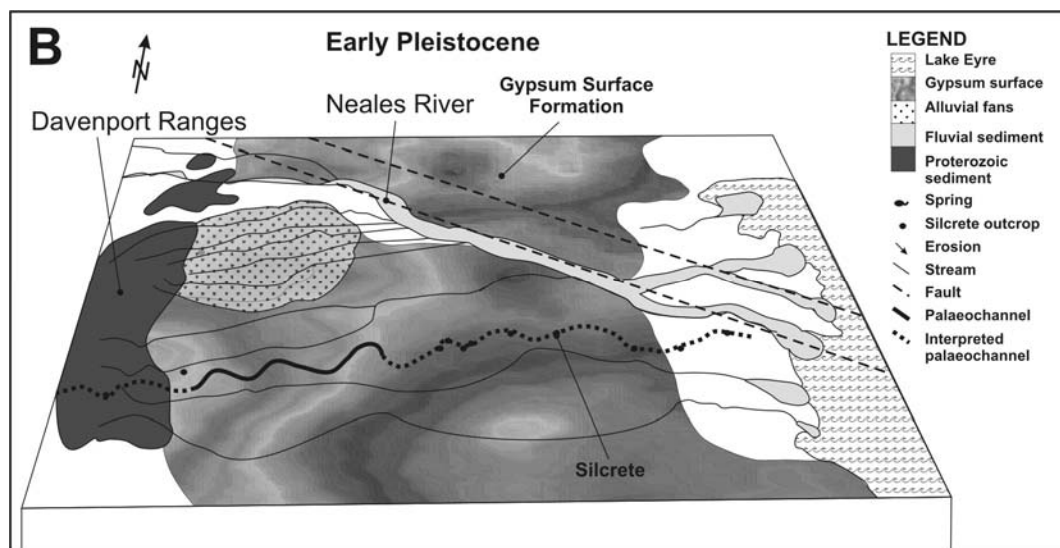 B
N
Early Pleistocene
Davenport Ranges
Neales River
Gypsum Surface
Formation
Silcrete
LEGEND
Lake Eyre
Gypsum surface
Alluvial fans
Fluvial sediment
Proterozoic
sediment
Spring
Silcrete outcrop
Erosion
Stream
Fault
Palaeochannel
Interpreted
palaeochannel